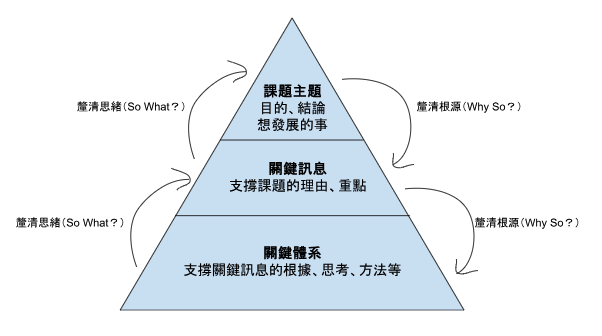 課題主題
目的、結論
想發展的事
釐清思緒(So What？)
釐清根源(Why So？)
關鍵訊息
支撐課題的理由、重點
釐清思緒(So What？)
釐清根源(Why So？)
關鍵體系
支撐關鍵訊息的根據、思考、方法等